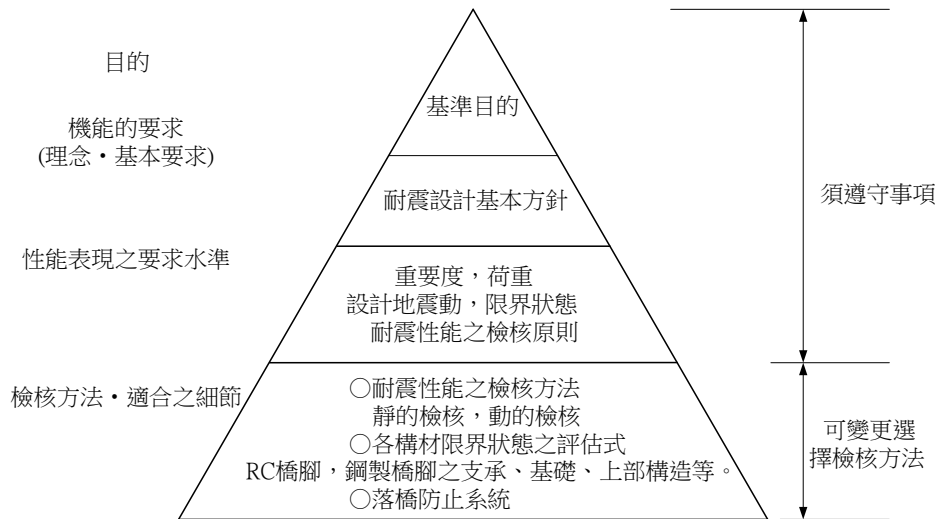 目的
機能的要求
(理念・基本要求)
性能表現之要求水準
檢核方法・適合之細節
基準目的
耐震設計基本方針
重要度，荷重
設計地震動，限界狀態
耐震性能之檢核原則
○耐震性能之檢核方法
靜的檢核，動的檢核
○各構材限界狀態之評估式
RC橋腳，鋼製橋腳之支承、基礎、上部構造等。
○落橋防止系統
須遵守事項
可變更選
擇檢核方法